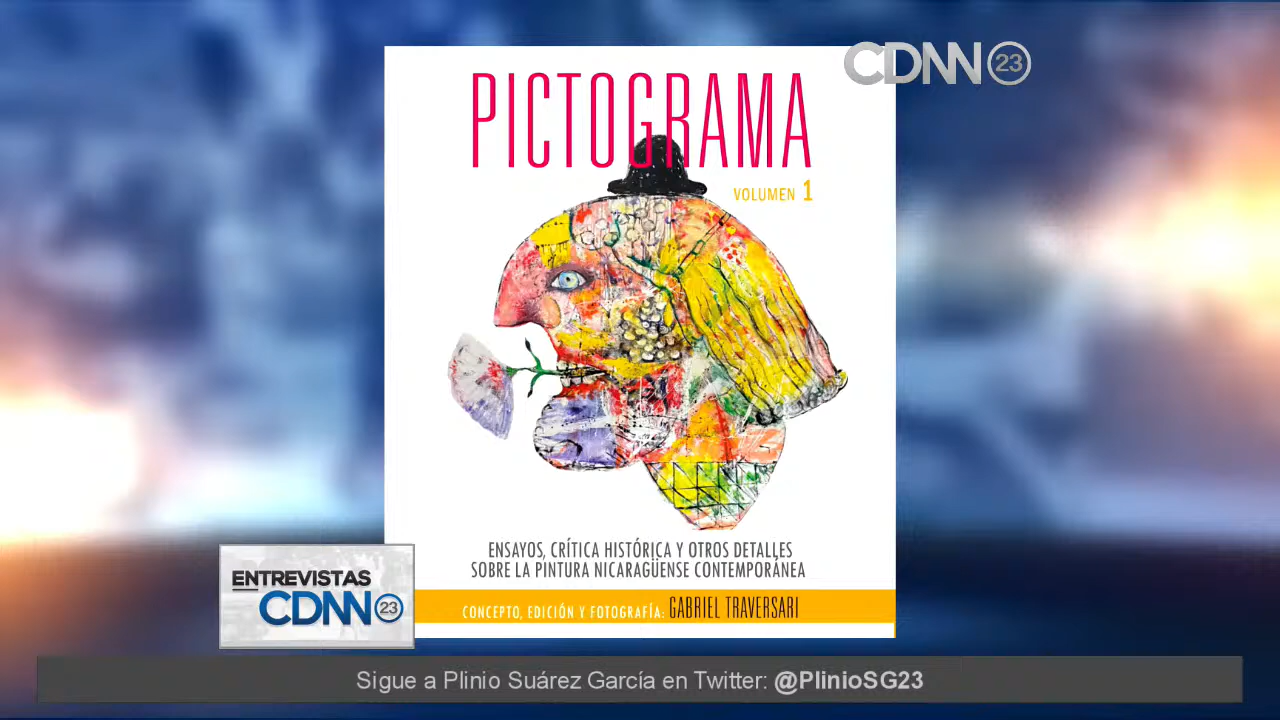 CDNN 23
PICTOGRAMA
VOLUMEN 1
ENSAYOS, CRÍTICA HISTÓRICA Y OTROS DETALLES
SOBRE LA PINTURA NICARAGÜENSE CONTEMPORÁNEA
CONCEPTO, EDICIÓN Y FOTOGRAFÍA: GABRIEL TRAVERSARI
ENTREVISTAS
CDNN 23
Sigue a Plinio Suárez García en Twitter: @PlinioSG23